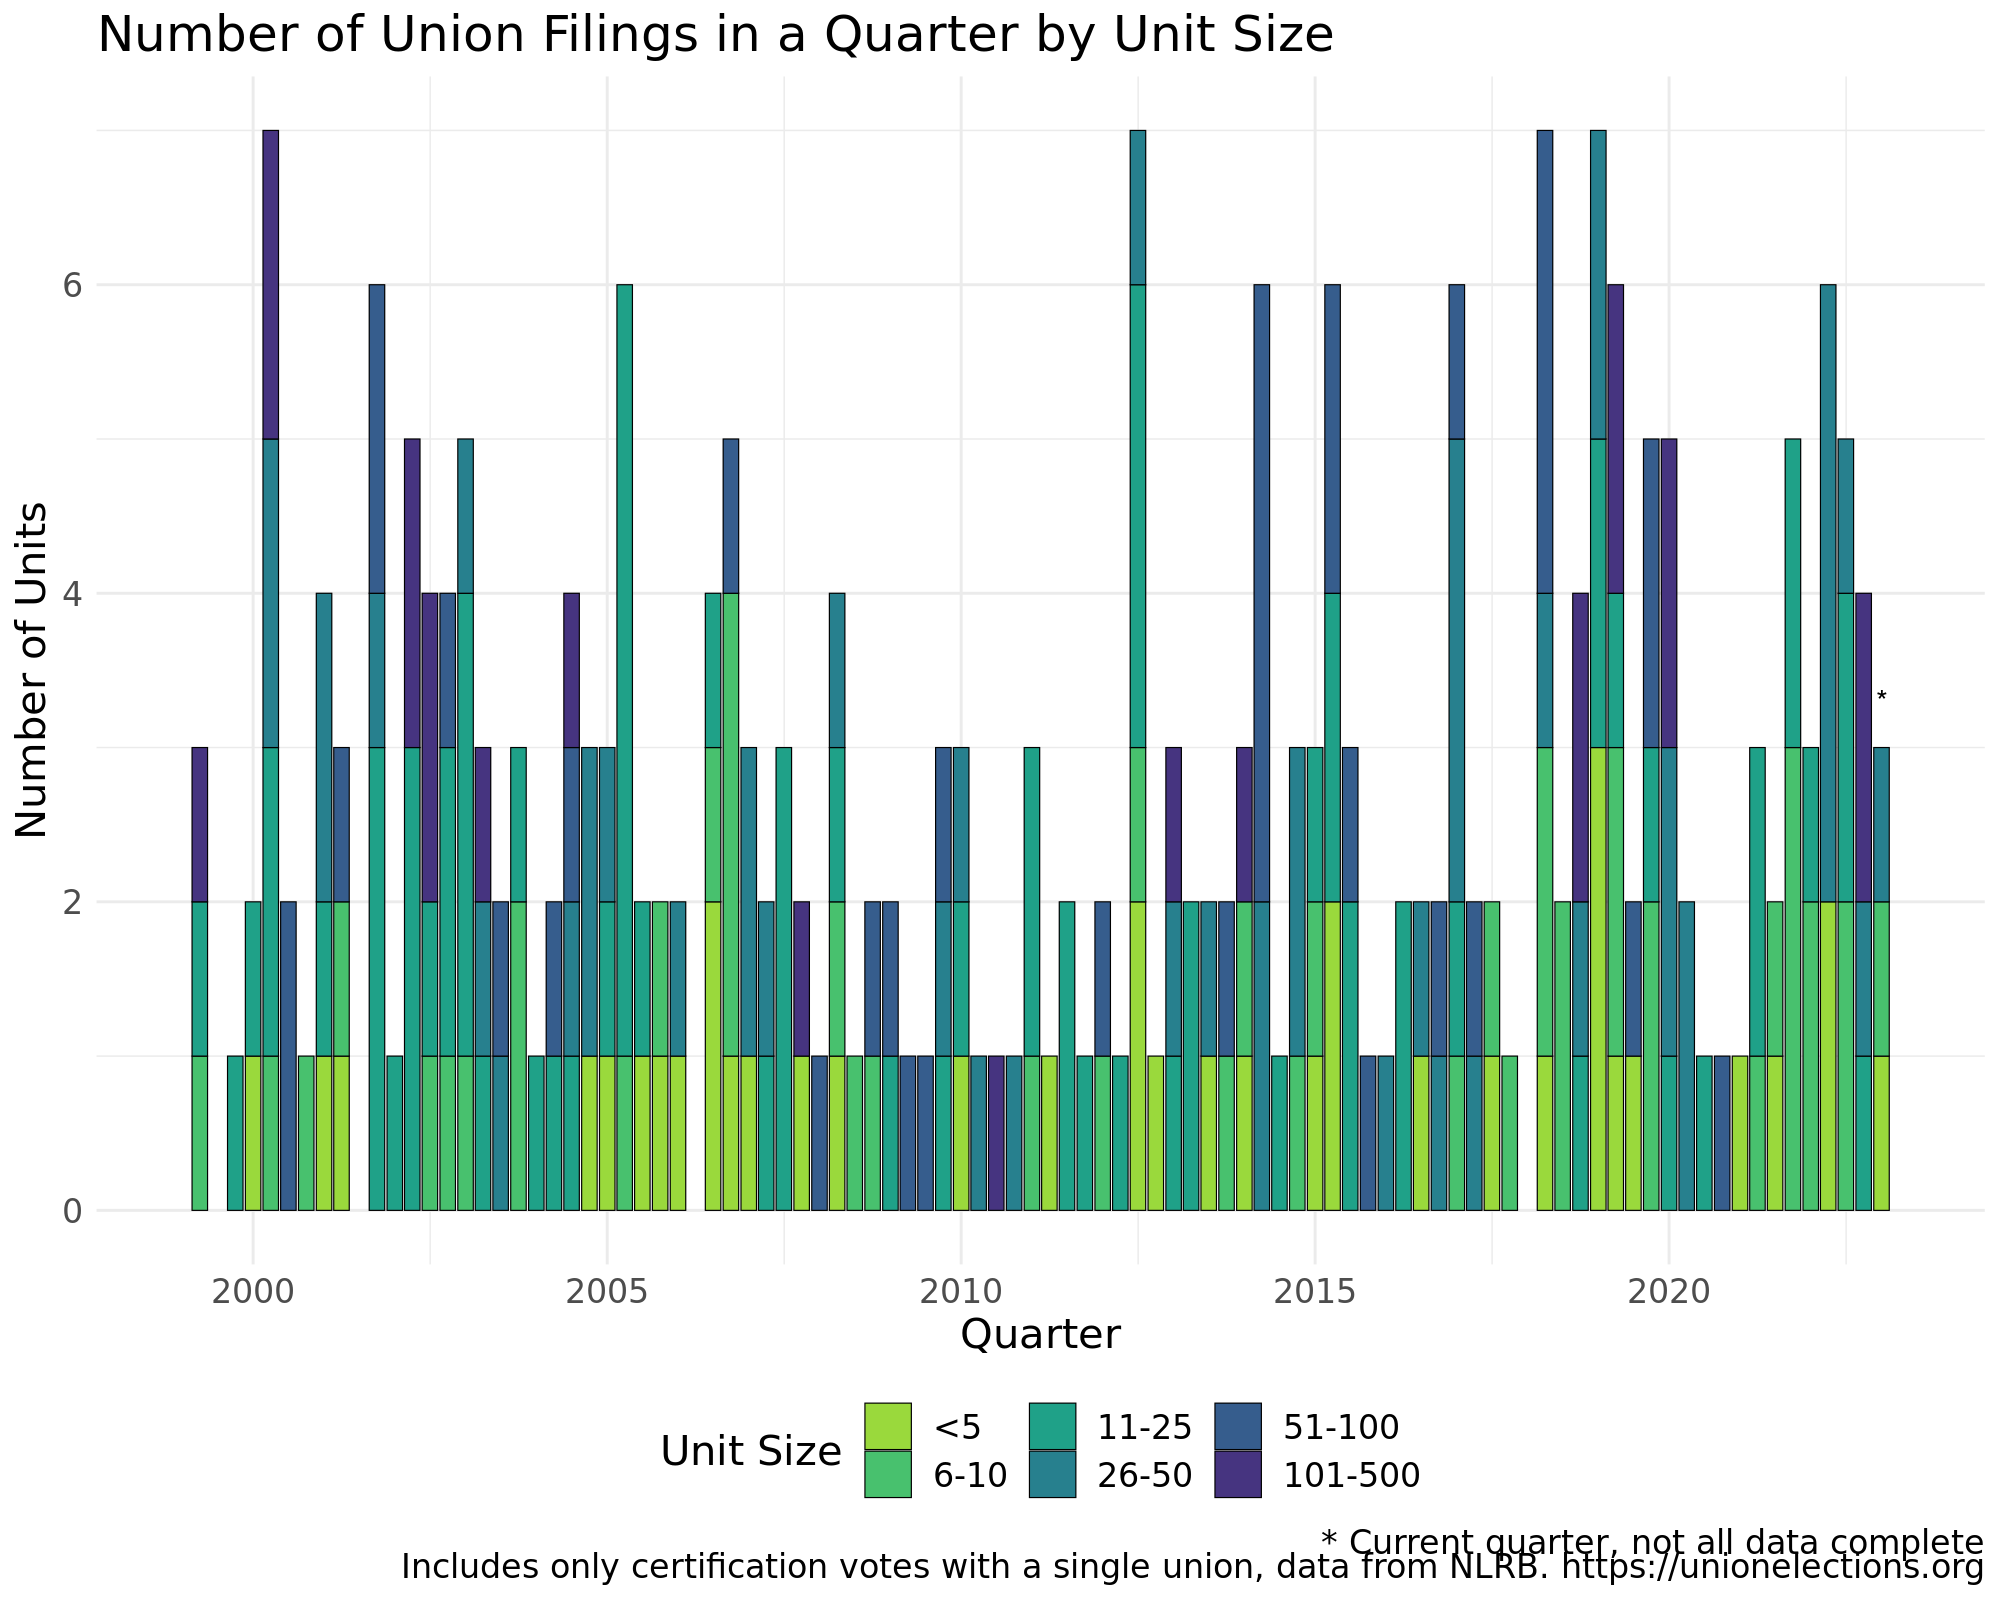 Number of Union Filings in a Quarter by Unit Size
Number of Units
6
4
2
0
*
2000 2005 2010 2015 2020
Quarter
Unit Size
<5 11-25 51-100
6-10 26-50 101-500
* Current quarter, not all data complete
Includes only certification votes with a single union, data from NLRB. https://unionelections.org